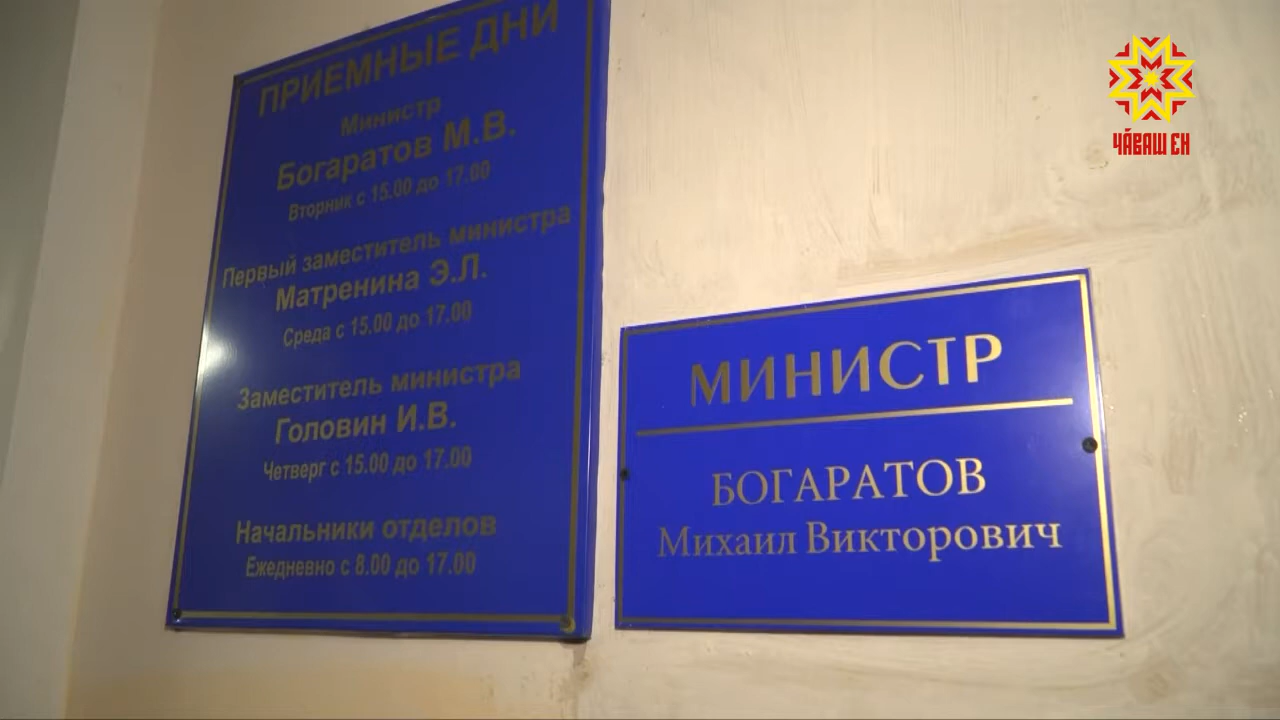 ПРИЕМНЫЕ ДНИ
Министр
Богаратов М.В.
Вторник с 15.00 до 17.00
Первый заместитель министра
Матренина Э.Л.
Среда с 15.00 до 17.00
Заместитель министра
Головин И.В.
Четверг с 15.00 до 17.00
Начальники отделов
Ежедневно с 8.00 до 17.00
МИНИСТР
БОГАРАТОВ
Михаил Викторович
ЧӐВАШ ЕН